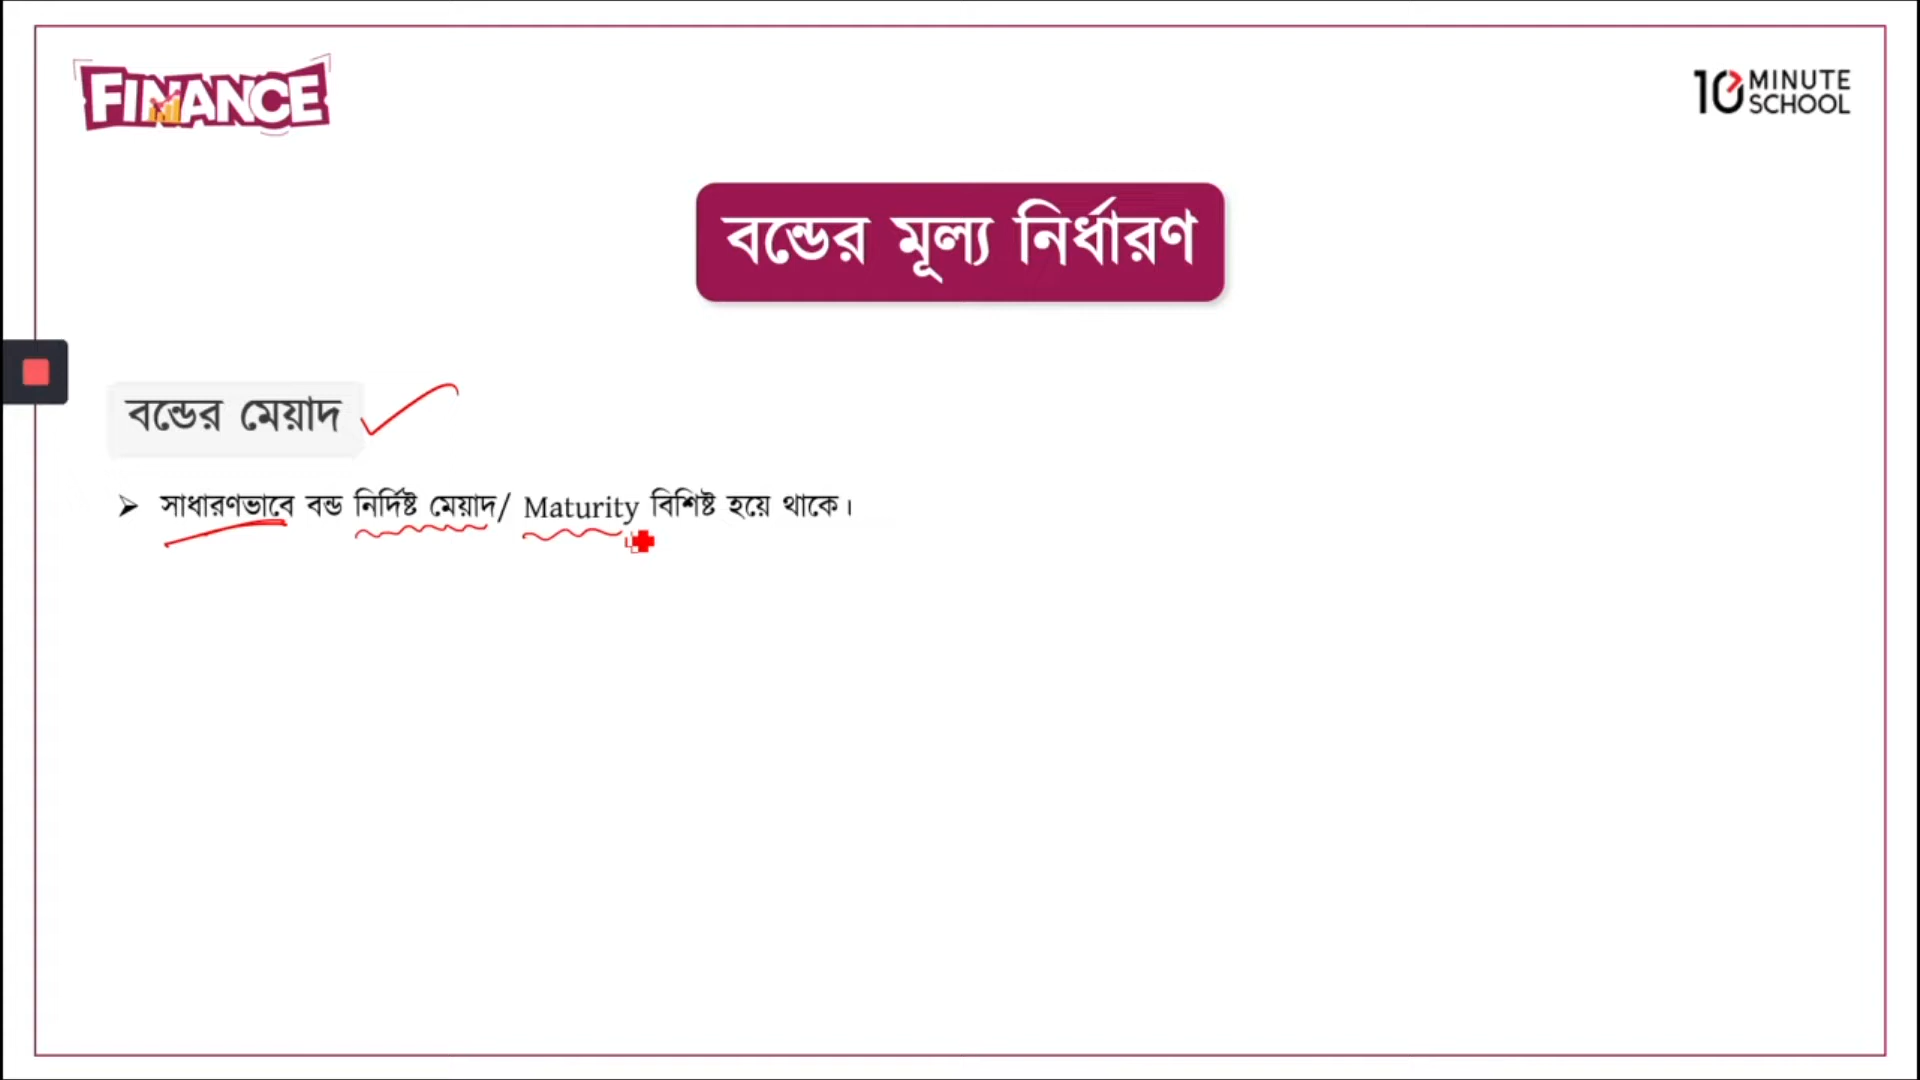 FINANCE
10 MINUTE SCHOOL
বন্ডের মূল্য নির্ধারণ
বন্ডের মেয়াদ
➢ সাধারণভাবে বন্ড নির্দিষ্ট মেয়াদ/ Maturity বিশিষ্ট হয়ে থাকে।